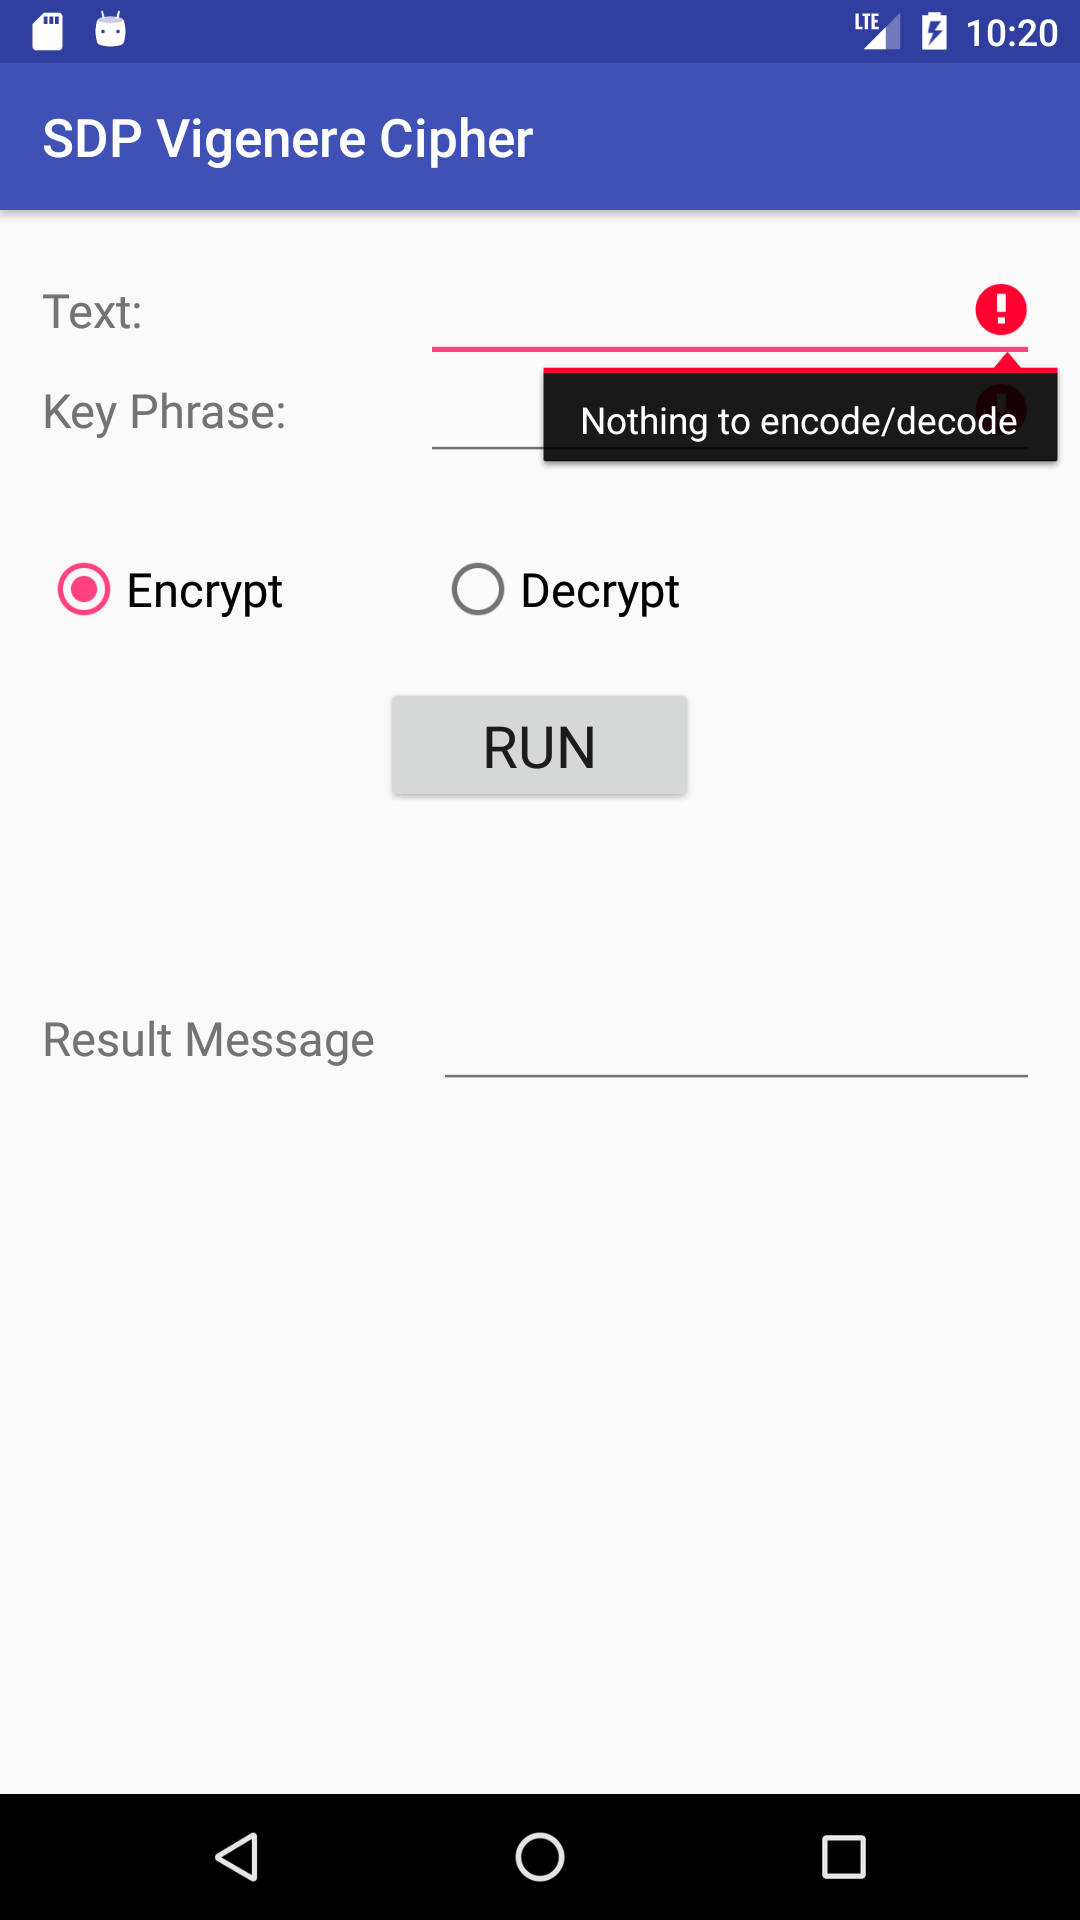 LTE 10:20
SDP Vigenere Cipher
Text:
Key Phrase:
Nothing to encode/decode
Encrypt Decrypt
RUN
Result Message